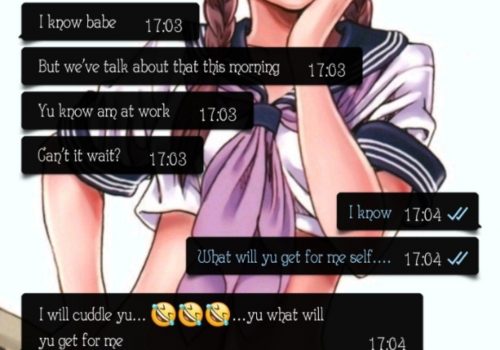 I know babe 17:03
But we've talk about that this morning 17:03
Yu know am at work 17:03
Can't it wait? 17:03
I know 17:04
What will yu get for me self.... 17:04
I will cuddle yu... 🤣🤣🤣...yu what will
yu get for me 17:04